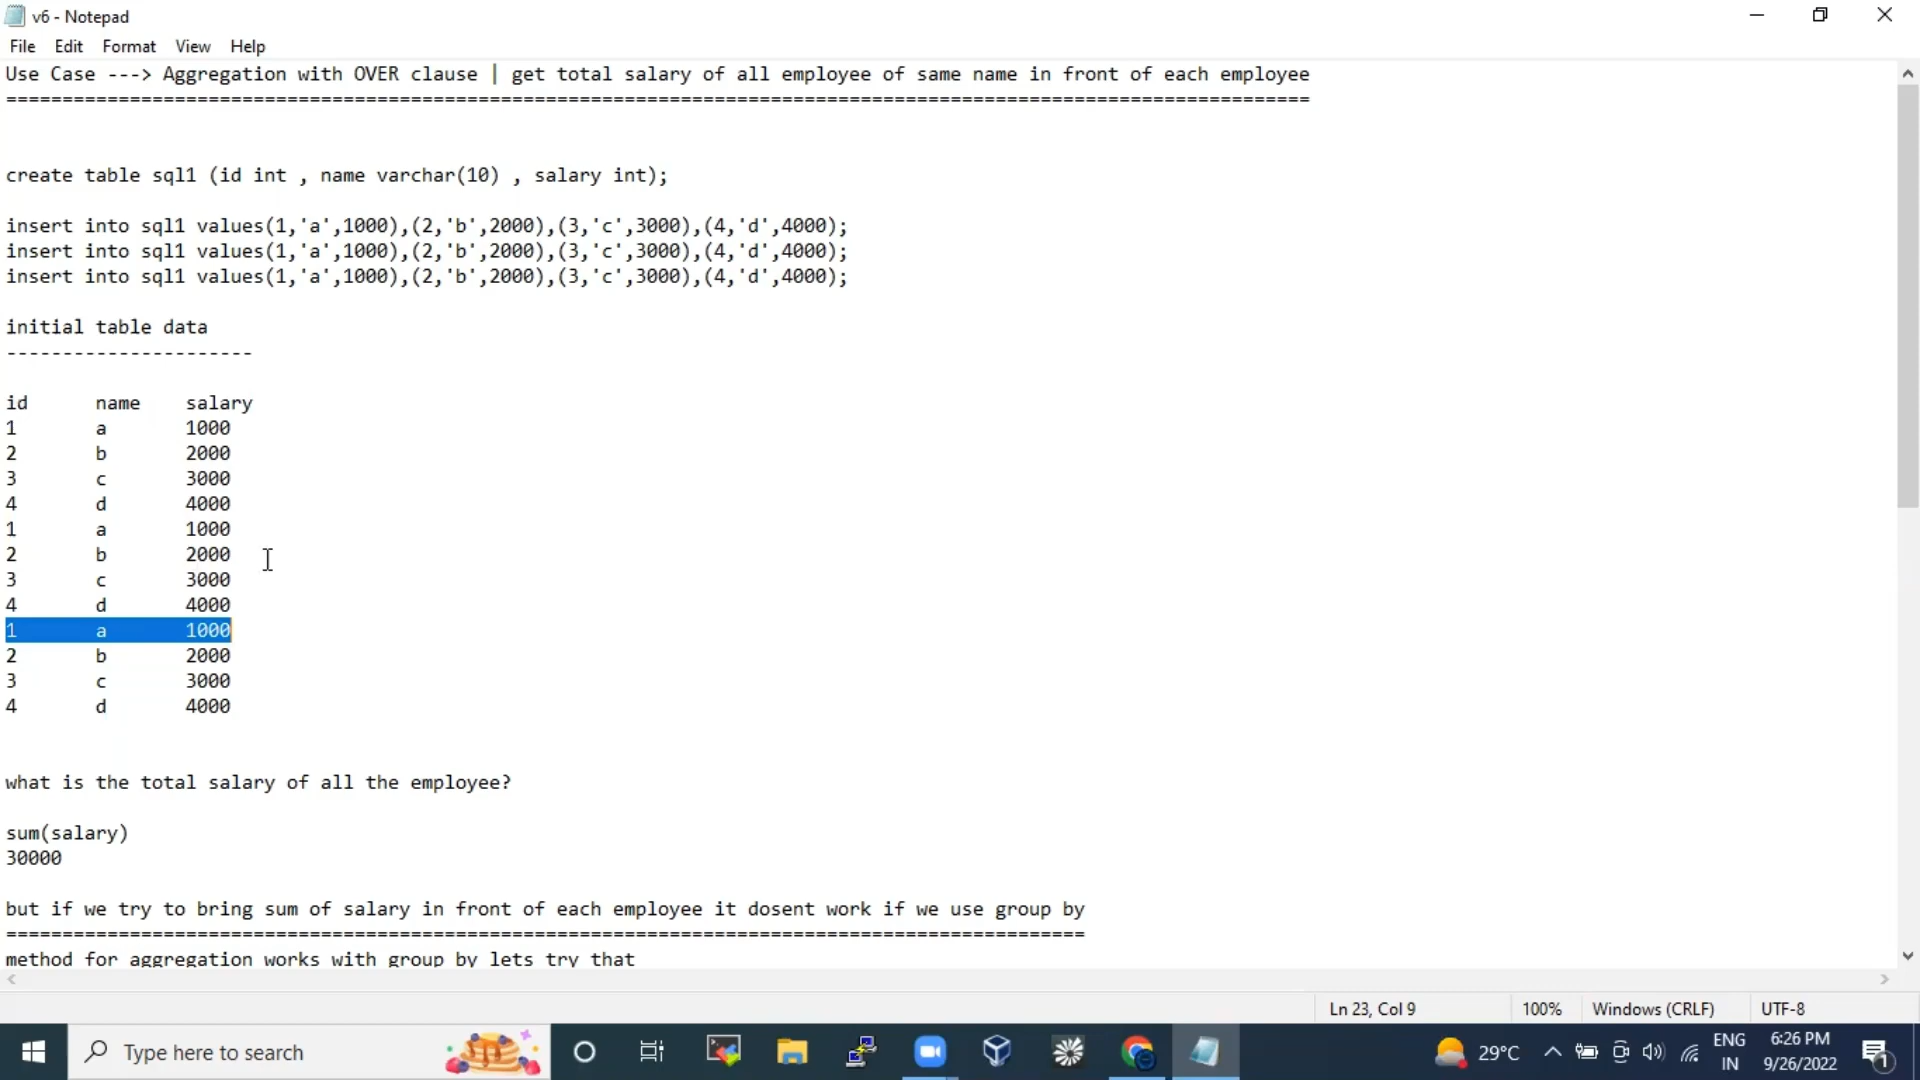 v6 - Notepad
File Edit Format View Help
Use Case ---> Aggregation with OVER clause | get total salary of all employee of same name in front of each employee
====================================================================================================================
create table sql1 (id int , name varchar(10) , salary int);
insert into sql1 values(1,'a',1000),(2,'b',2000),(3,'c',3000),(4,'d',4000);
insert into sql1 values(1,'a',1000),(2,'b',2000),(3,'c',3000),(4,'d',4000);
insert into sql1 values(1,'a',1000),(2,'b',2000),(3,'c',3000),(4,'d',4000);
initial table data
----------------------
id name salary
1 a 1000
2 b 2000
3 c 3000
4 d 4000
1 a 1000
2 b 2000
3 c 3000
4 d 4000
1 a 1000
2 b 2000
3 c 3000
4 d 4000
what is the total salary of all the employee?
sum(salary)
30000
but if we try to bring sum of salary in front of each employee it dosent work if we use group by
================================================================================================
method for aggregation works with group by lets try that
Ln 23, Col 9 100% Windows (CRLF) UTF-8
Type here to search
29°C
ENG
IN
6:26 PM
9/26/2022
1